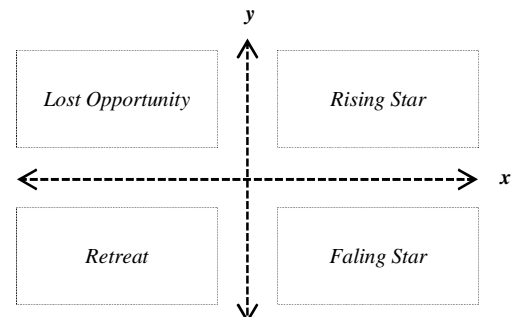 y
Lost Opportunity
Rising Star
x
Retreat
Faling Star